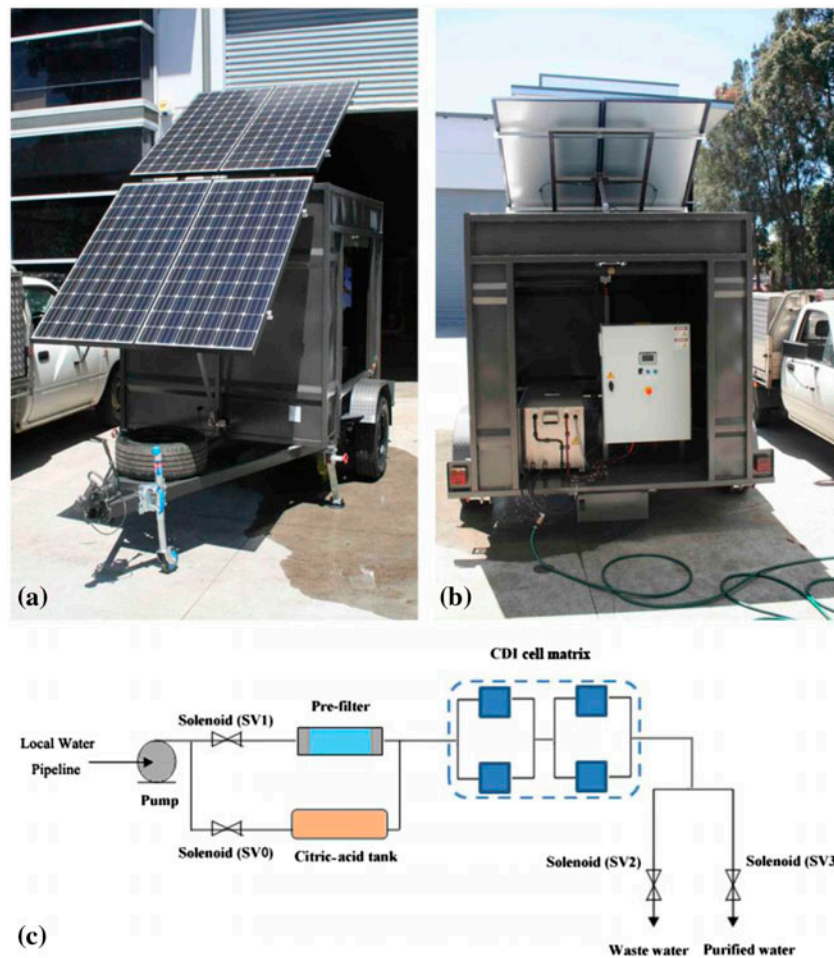 (a)
(b)
CDI cell matrix
Solenoid (SV1)
Pre-filter
Local Water
Pipeline
Pump
Solenoid (SV0)
Citric-acid tank
Solenoid (SV2)
Solenoid (SV3
(c)
Waste water
Purified water